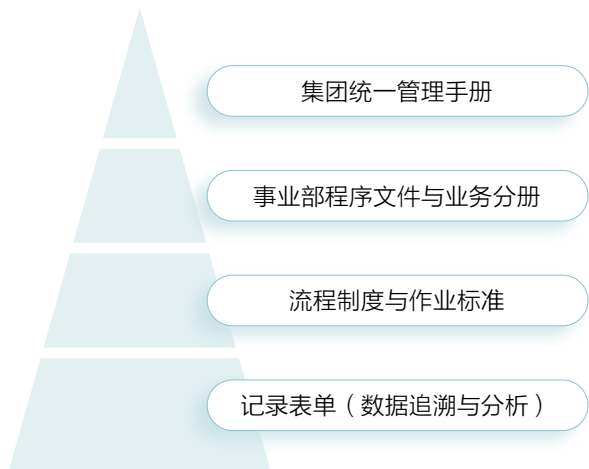 集团统一管理手册
事业部程序文件与业务分册
流程制度与作业标准
记录表单（数据追溯与分析）